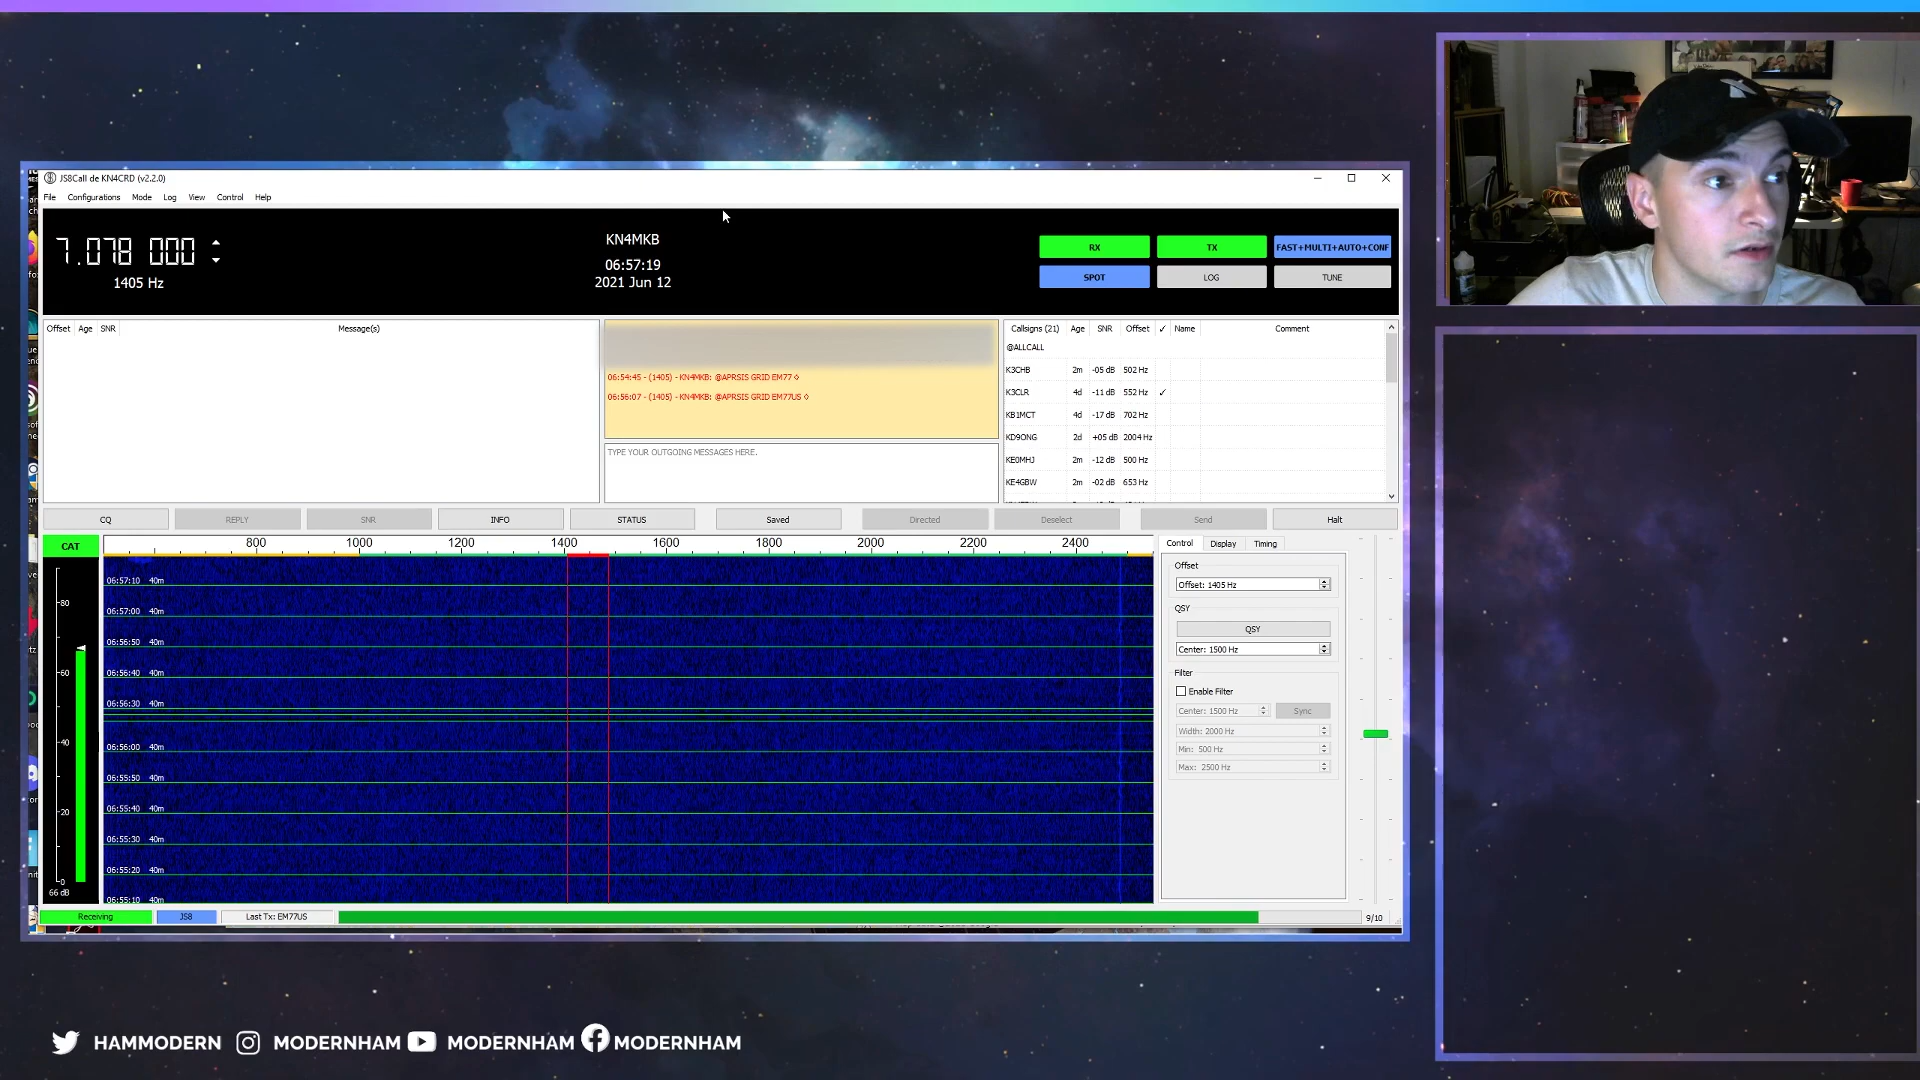 JS8Call de KN4CRD (v2.2.0)
File Configurations Mode Log View Control Help
7.078 000
1405 Hz
KN4MKB
06:57:19
2021 Jun 12
RX TX FAST+MULTI+AUTO+CONF
SPOT LOG TUNE
Offset Age SNR Message(s)
06:54:45 - (1405) - KN4MKB: @APRSIS GRID EM77 ♢
06:56:07 - (1405) - KN4MKB: @APRSIS GRID EM77US ♢
TYPE YOUR OUTGOING MESSAGES HERE.
Callsigns (21) Age SNR Offset ✓ Name Comment
@ALLCALL
K3CHB 2m -05 dB 502 Hz
K3CLR 4d -11 dB 552 Hz ✓
KB1MCT 4d -17 dB 702 Hz
KD9ONG 2d +05 dB 2004 Hz
KE0MHJ 2m -12 dB 500 Hz
KE4GBW 2m -02 dB 653 Hz
CQ REPLY SNR INFO STATUS Saved Directed Deselect Send Halt
CAT
800 1000 1200 1400 1600 1800 2000 2200 2400
80
60
40
20
0
66 dB
06:57:10 40m
06:57:00 40m
06:56:50 40m
06:56:40 40m
06:56:30 40m
06:56:00 40m
06:55:50 40m
06:55:40 40m
06:55:30 40m
06:55:20 40m
06:55:10 40m
Control Display Timing
Offset
Offset: 1405 Hz
QSY
QSY
Center: 1500 Hz
Filter
Enable Filter
Center: 1500 Hz Sync
Width: 2000 Hz
Min: 500 Hz
Max: 2500 Hz
Receiving JS8 Last Tx: EM77US 9/10
HAMMODERN MODERNHAM MODERNHAM MODERNHAM